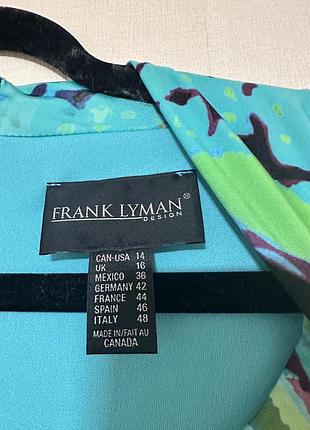 FRANK LYMAN®
DESIGN
CAN-USA 14
UK 16
MEXICO 36
GERMANY 42
FRANCE 44
SPAIN 46
ITALY 48
MADE IN/FAIT AU
CANADA